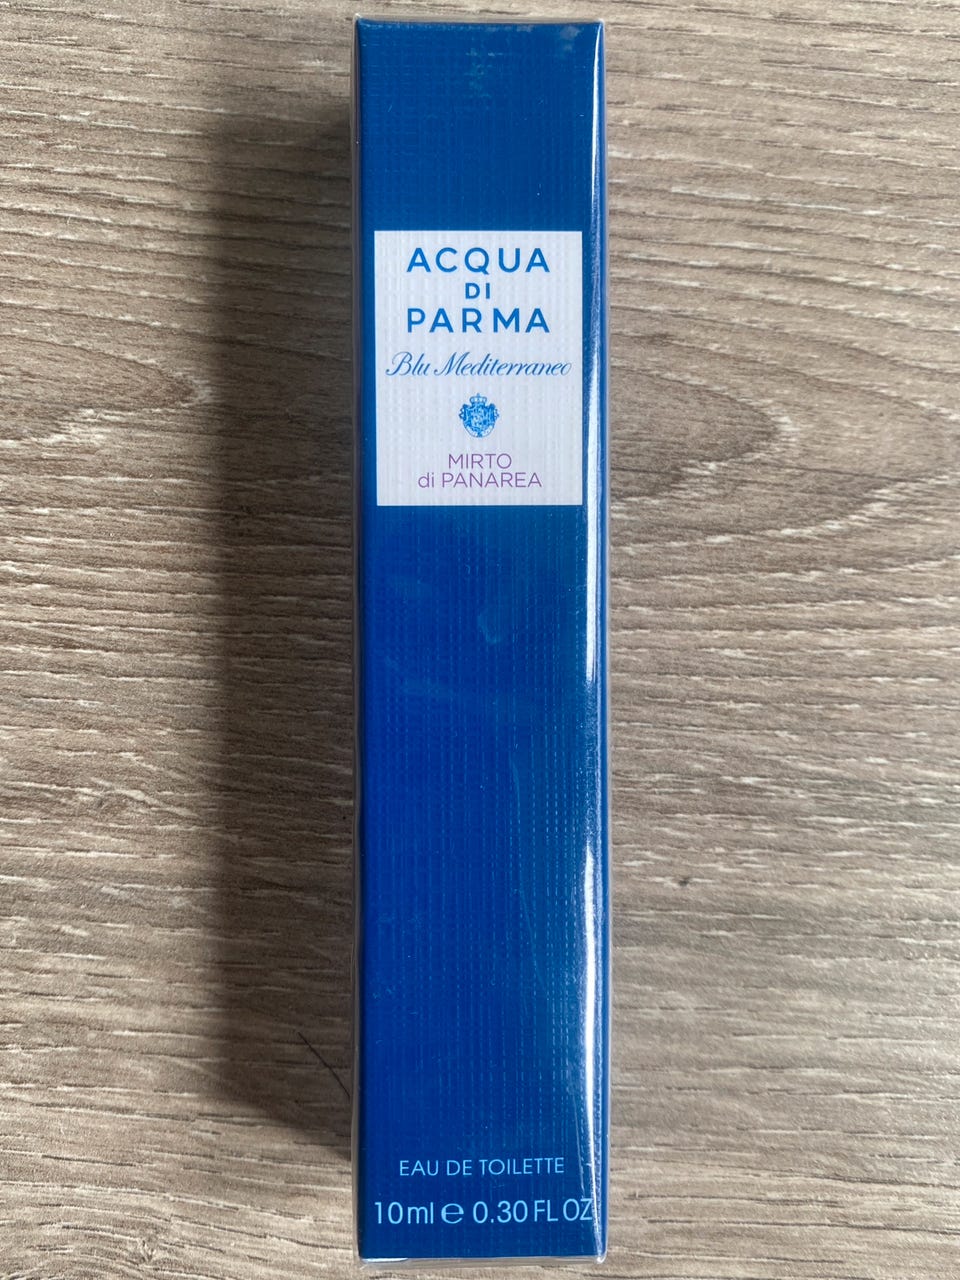 ACQUA
DI
PARMA
Blu Mediterraneo
MIRTO
di PANAREA
EAU DE TOILETTE
10ml ℮ 0.30 FL OZ